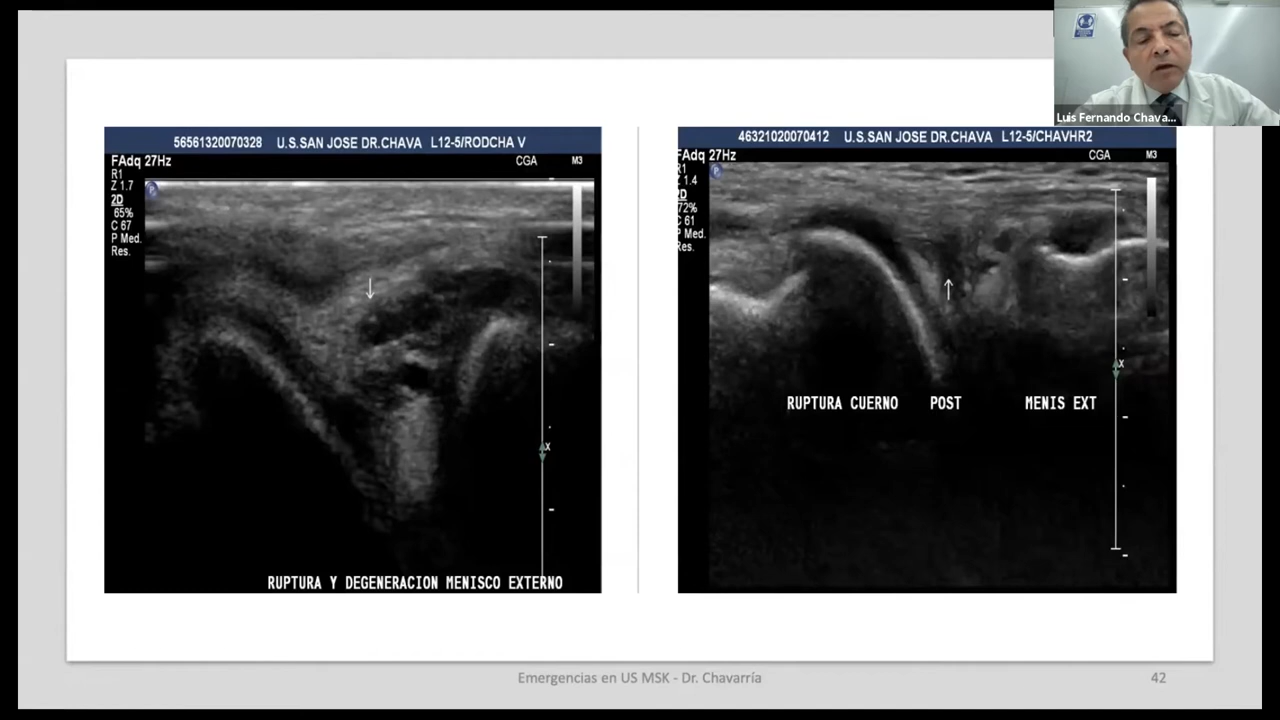 Luis Fernando Chava...
56561320070328 U.S.SAN JOSE DR.CHAVA L12-5/RODCHA V
FAdq 27Hz CGA M3
R1
Z 1.7
2D
65%
C 67
P Med.
Res.
P
X
RUPTURA Y DEGENERACION MENISCO EXTERNO
46321020070412 U.S.SAN JOSE DR.CHAVA L12-5/CHAVHR2
FAdq 27Hz CGA M3
R1
Z 1.4
2D
72%
C 61
P Med.
Res.
P
X
RUPTURA CUERNO POST MENIS EXT
Emergencias en US MSK - Dr. Chavarría 42